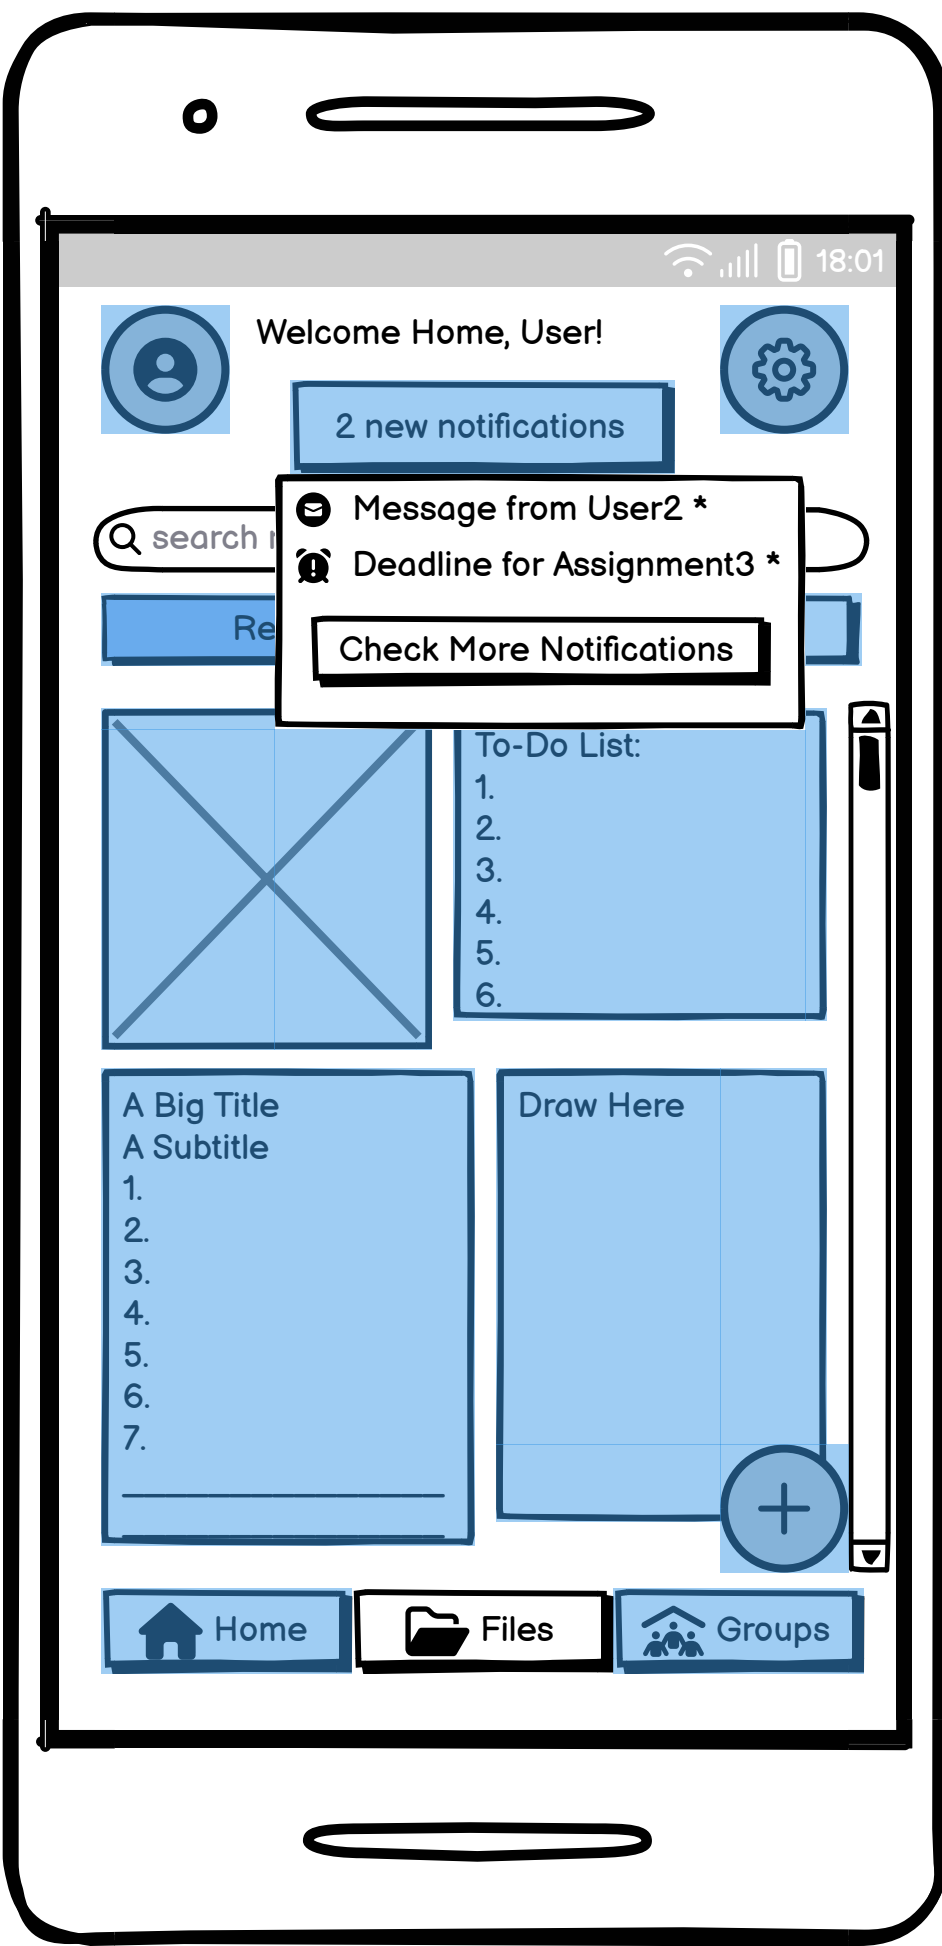 18:01
Welcome Home, User!
2 new notifications
Message from User2 *
search
Deadline for Assignment3 *
Check More Notifications
To-Do List:
1.
2.
3.
4.
5.
6.
A Big Title
A Subtitle
1.
2.
3.
4.
5.
6.
7.
Draw Here
Home
Files
Groups